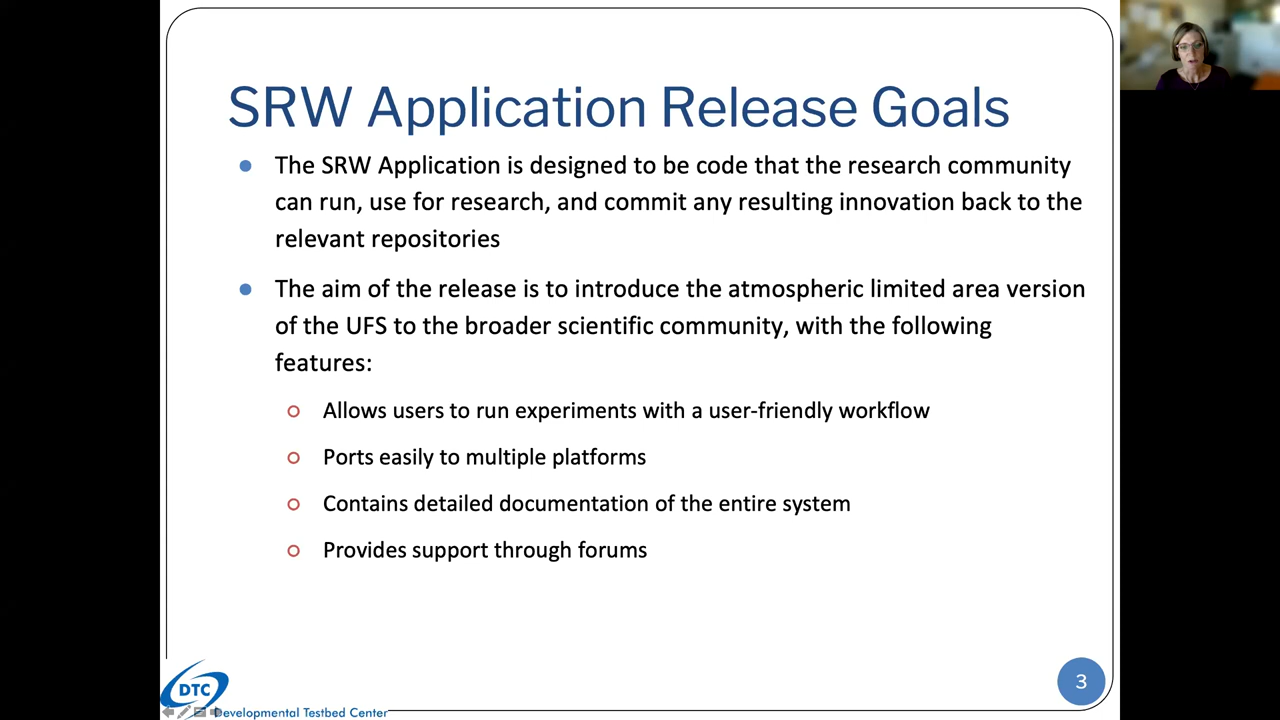 SRW Application Release Goals
The SRW Application is designed to be code that the research community
can run, use for research, and commit any resulting innovation back to the
relevant repositories
The aim of the release is to introduce the atmospheric limited area version
of the UFS to the broader scientific community, with the following
features:
Allows users to run experiments with a user-friendly workflow
Ports easily to multiple platforms
Contains detailed documentation of the entire system
Provides support through forums
DTC
Developmental Testbed Center
3